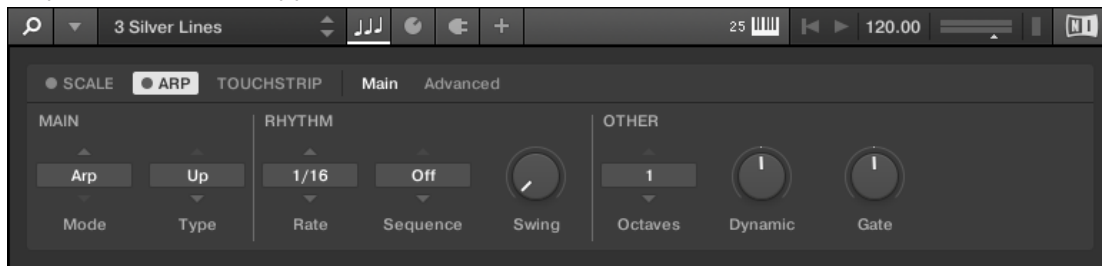 3 Silver Lines 25 120.00 NI
SCALE ARP TOUCHSTRIP Main Advanced
MAIN RHYTHM OTHER
Arp Up 1/16 Off 1
Mode Type Rate Sequence Swing Octaves Dynamic Gate